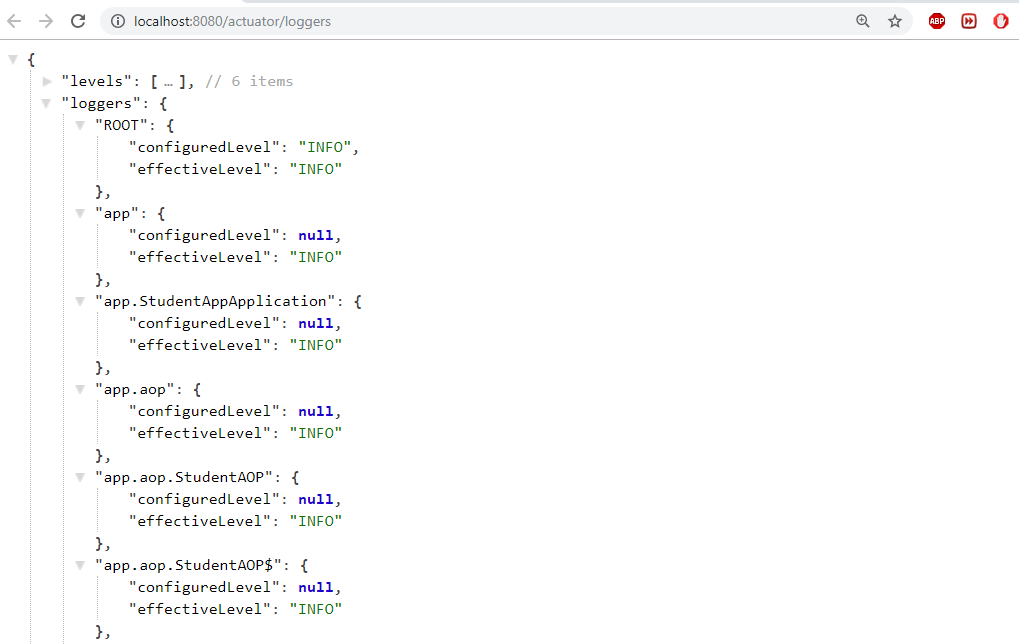 localhost:8080/actuator/loggers
ABP
{
"levels": [ … ], // 6 items
"loggers": {
"ROOT": {
"configuredLevel": "INFO",
"effectiveLevel": "INFO"
},
"app": {
"configuredLevel": null,
"effectiveLevel": "INFO"
},
"app.StudentAppApplication": {
"configuredLevel": null,
"effectiveLevel": "INFO"
},
"app.aop": {
"configuredLevel": null,
"effectiveLevel": "INFO"
},
"app.aop.StudentAOP": {
"configuredLevel": null,
"effectiveLevel": "INFO"
},
"app.aop.StudentAOP$": {
"configuredLevel": null,
"effectiveLevel": "INFO"
},